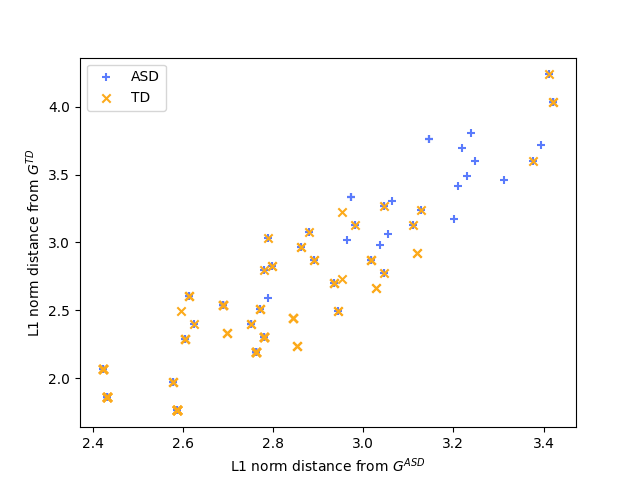 ASD
TD
4.0
3.5
3.0
2.5
2.0
L1 norm distance from G^{TD}
2.4 2.6 2.8 3.0 3.2 3.4
L1 norm distance from G^{ASD}